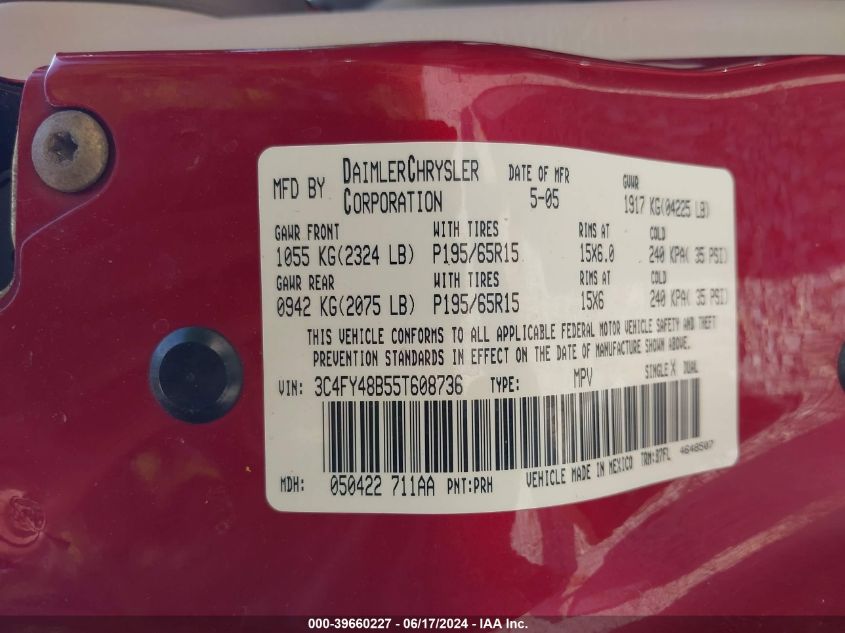 MFD BY DAIMLERCHRYSLER CORPORATION
DATE OF MFR 5-05
GVWR 1917 KG(04225 LB)
GAWR FRONT WITH TIRES RIMS AT COLD
1055 KG(2324 LB) P195/65R15 15X6.0 240 KPA( 35 PSI)
GAWR REAR WITH TIRES RIMS AT COLD
0942 KG(2075 LB) P195/65R15 15X6 240 KPA( 35 PSI)
THIS VEHICLE CONFORMS TO ALL APPLICABLE FEDERAL MOTOR VEHICLE SAFETY AND THEFT
PREVENTION STANDARDS IN EFFECT ON THE DATE OF MANUFACTURE SHOWN ABOVE.
VIN: 3C4FY48B55T608736 TYPE: MPV SINGLE X DUAL
MDH: 050422 711AA PNT:PRH VEHICLE MADE IN MEXICO TRM:B7FL 4648507
000-39660227 - 06/17/2024 - IAA Inc.